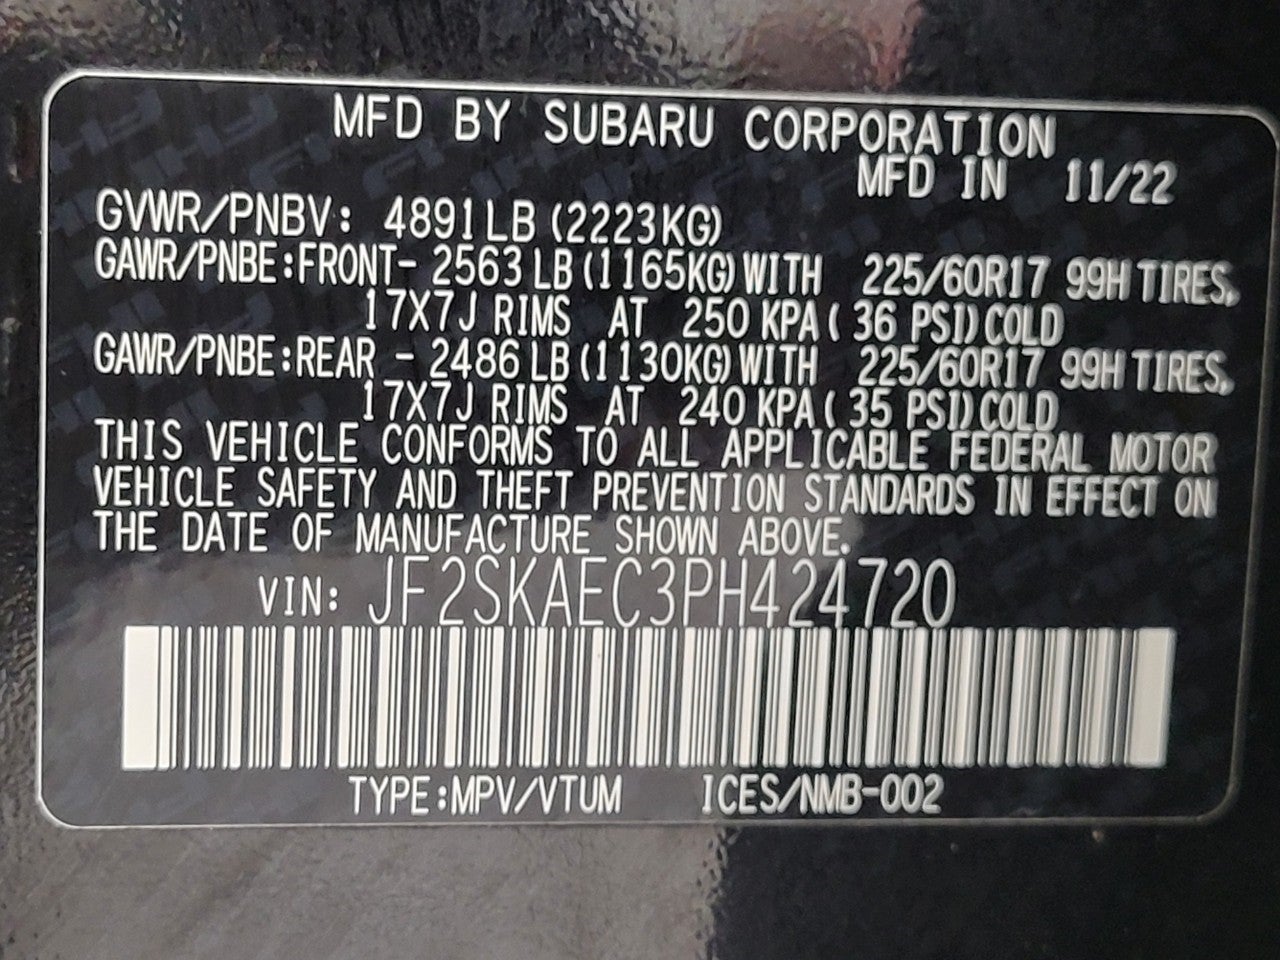 MFD BY SUBARU CORPORATION
MFD IN 11/22
GVWR/PNBV: 4891LB (2223KG)
GAWR/PNBE:FRONT- 2563 LB (1165KG) WITH 225/60R17 99H TIRES,
17X7J RIMS AT 250 KPA ( 36 PSI) COLD
GAWR/PNBE:REAR - 2486 LB (1130KG) WITH 225/60R17 99H TIRES,
17X7J RIMS AT 240 KPA ( 35 PSI) COLD
THIS VEHICLE CONFORMS TO ALL APPLICABLE FEDERAL MOTOR
VEHICLE SAFETY AND THEFT PREVENTION STANDARDS IN EFFECT ON
THE DATE OF MANUFACTURE SHOWN ABOVE.
VIN: JF2SKAEC3PH424720
TYPE:MPV/VTUM ICES/NMB-002